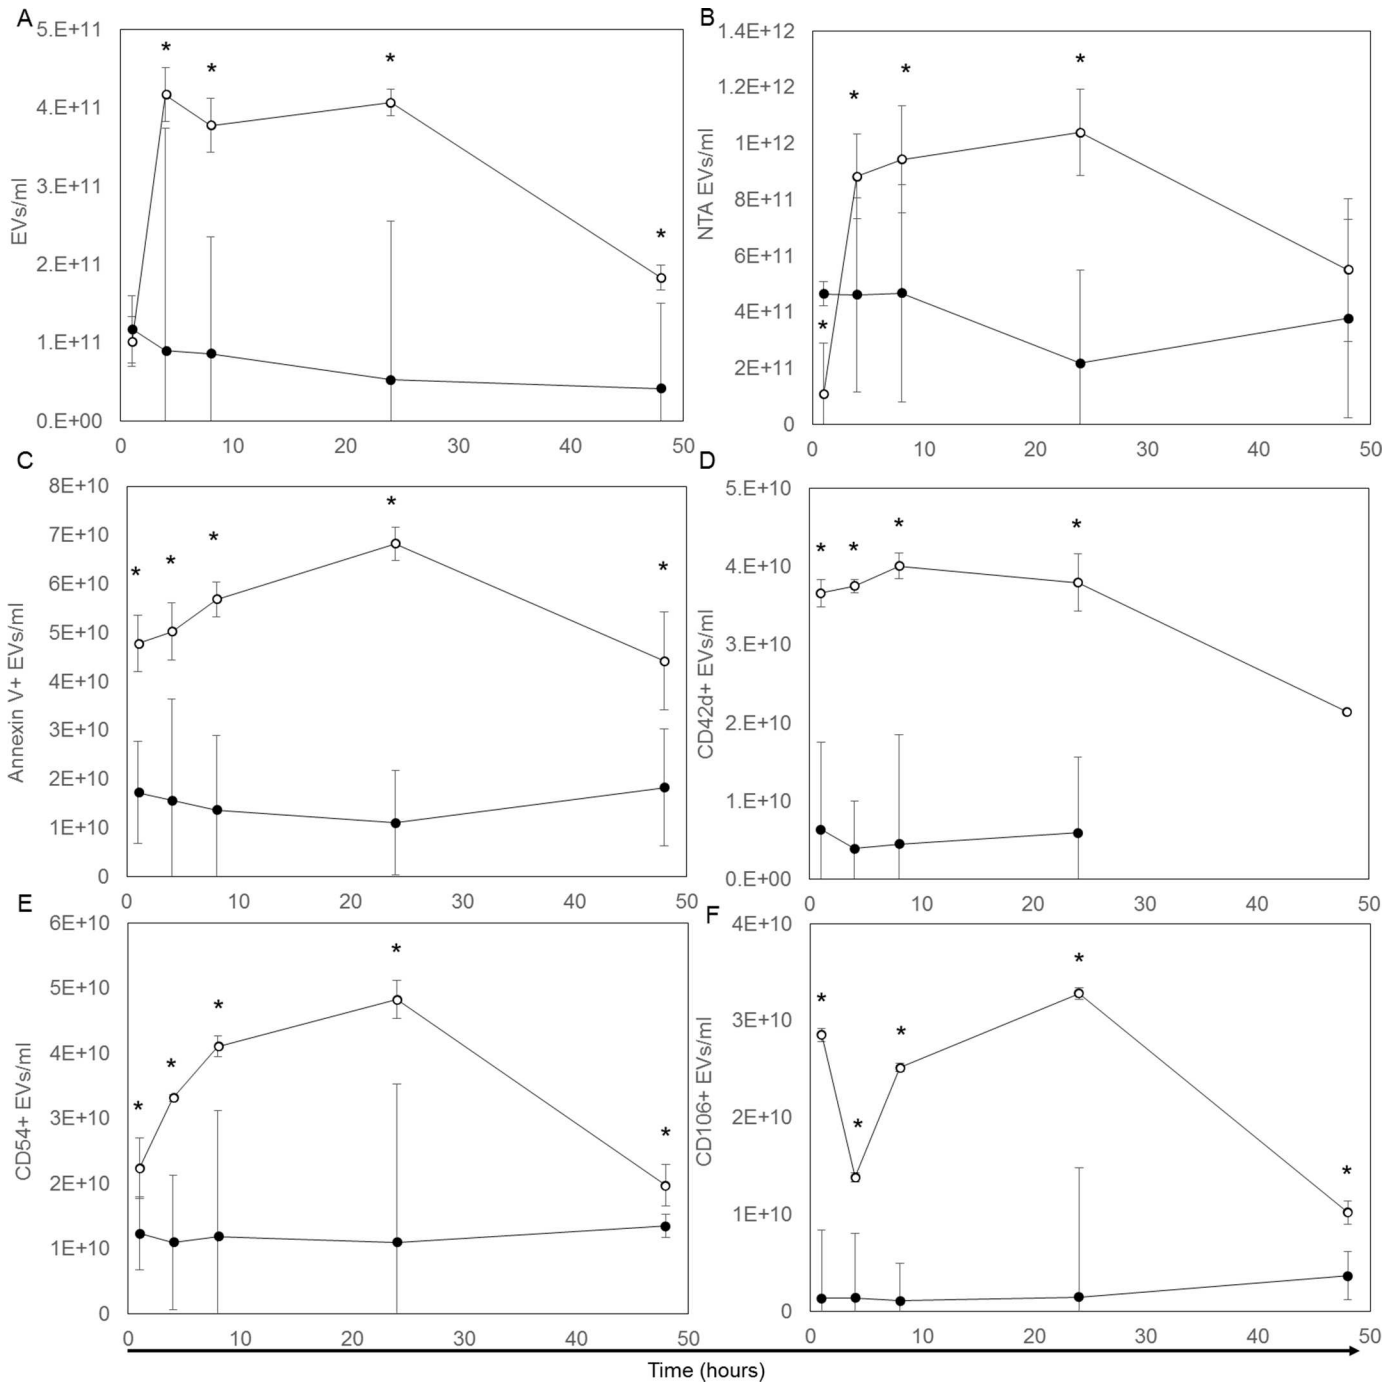 A
5.E+11
4.E+11
3.E+11
2.E+11
1.E+11
0.E+00
EVs/ml
* * * *
0 10 20 30 40 50
B
1.4E+12
1.2E+12
1E+12
8E+11
6E+11
4E+11
2E+11
0
NTA EVs/ml
* * * *
0 10 20 30 40 50
C
8E+10
7E+10
6E+10
5E+10
4E+10
3E+10
2E+10
1E+10
0
Annexin V+ EVs/ml
* * * * *
0 10 20 30 40 50
D
5.E+10
4.E+10
3.E+10
2.E+10
1.E+10
0.E+00
CD42d+ EVs/ml
* * * *
0 10 20 30 40 50
E
6E+10
5E+10
4E+10
3E+10
2E+10
1E+10
0
CD54+ EVs/ml
* * * * *
0 10 20 30 40 50
F
4E+10
3E+10
2E+10
1E+10
0
CD106+ EVs/ml
* * * * *
0 10 20 30 40 50
Time (hours)